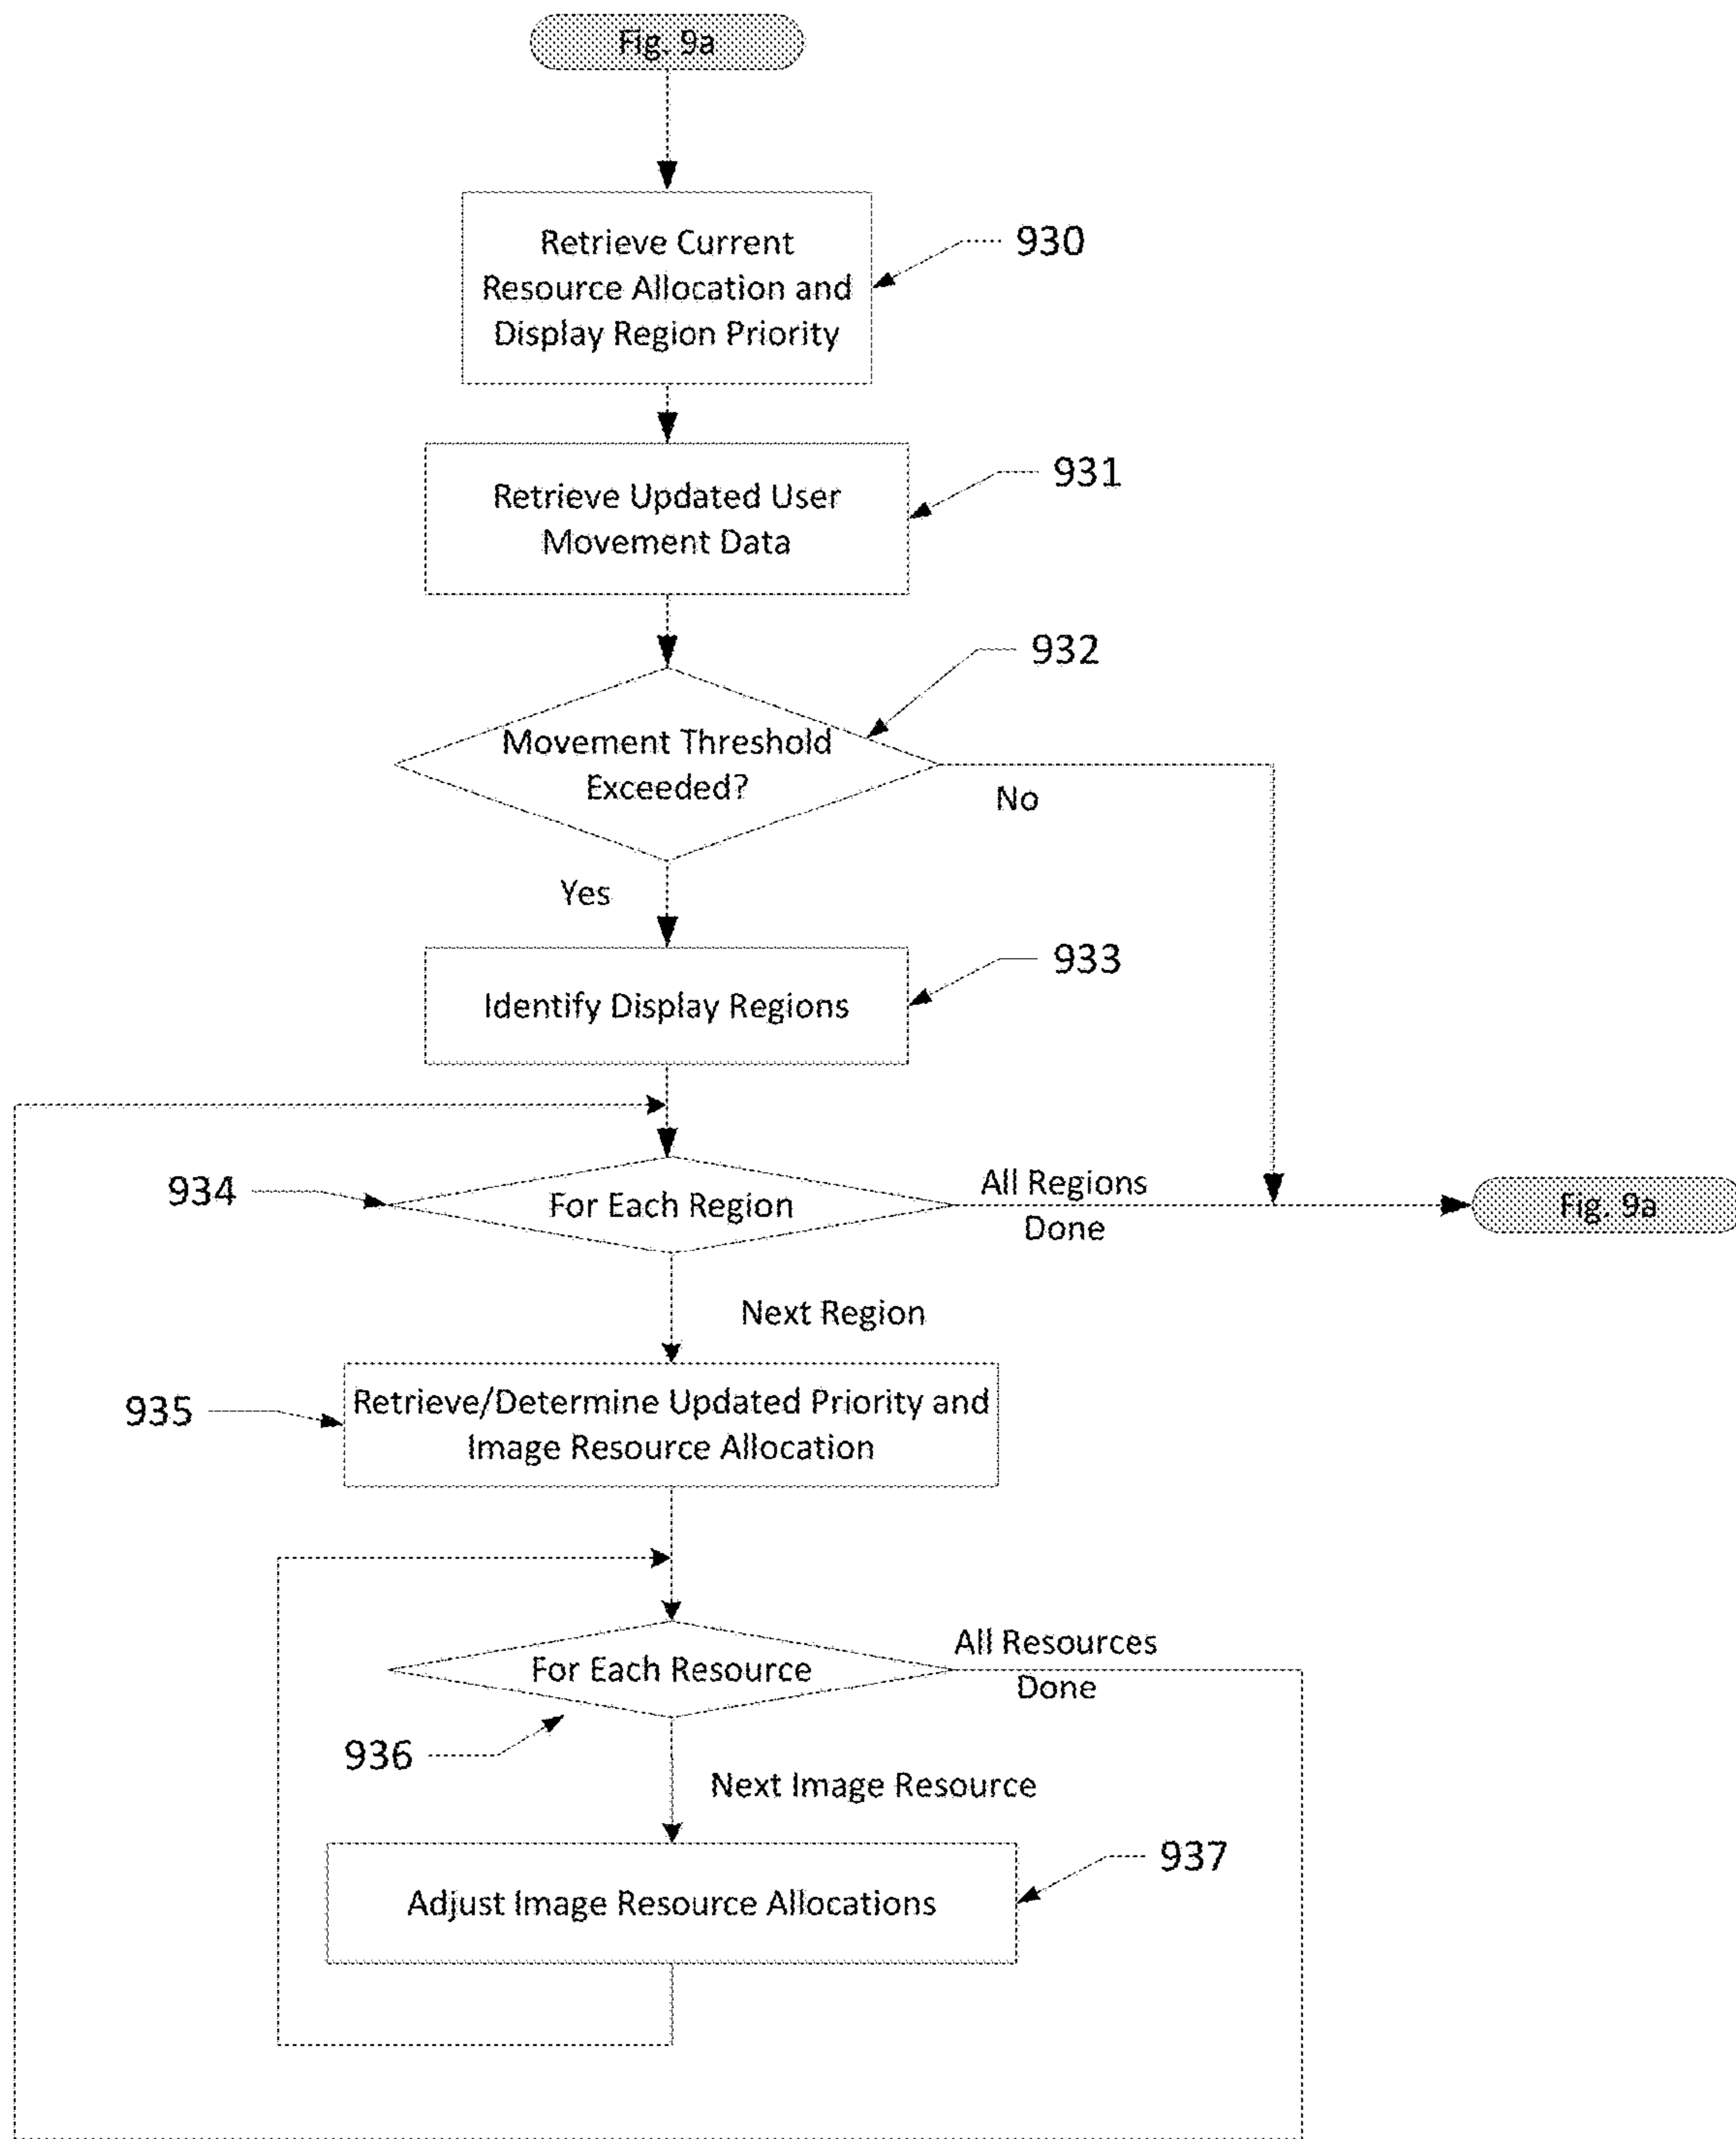 Fig. 9a
Retrieve Current
Resource Allocation and
Display Region Priority
930
Retrieve Updated User
Movement Data
931
932
Movement Threshold
Exceeded?
No
Yes
933
Identify Display Regions
934
For Each Region
All Regions
Done
Fig. 9a
Next Region
935
Retrieve/Determine Updated Priority and
Image Resource Allocation
For Each Resource
All Resources
Done
936
Next Image Resource
937
Adjust Image Resource Allocations